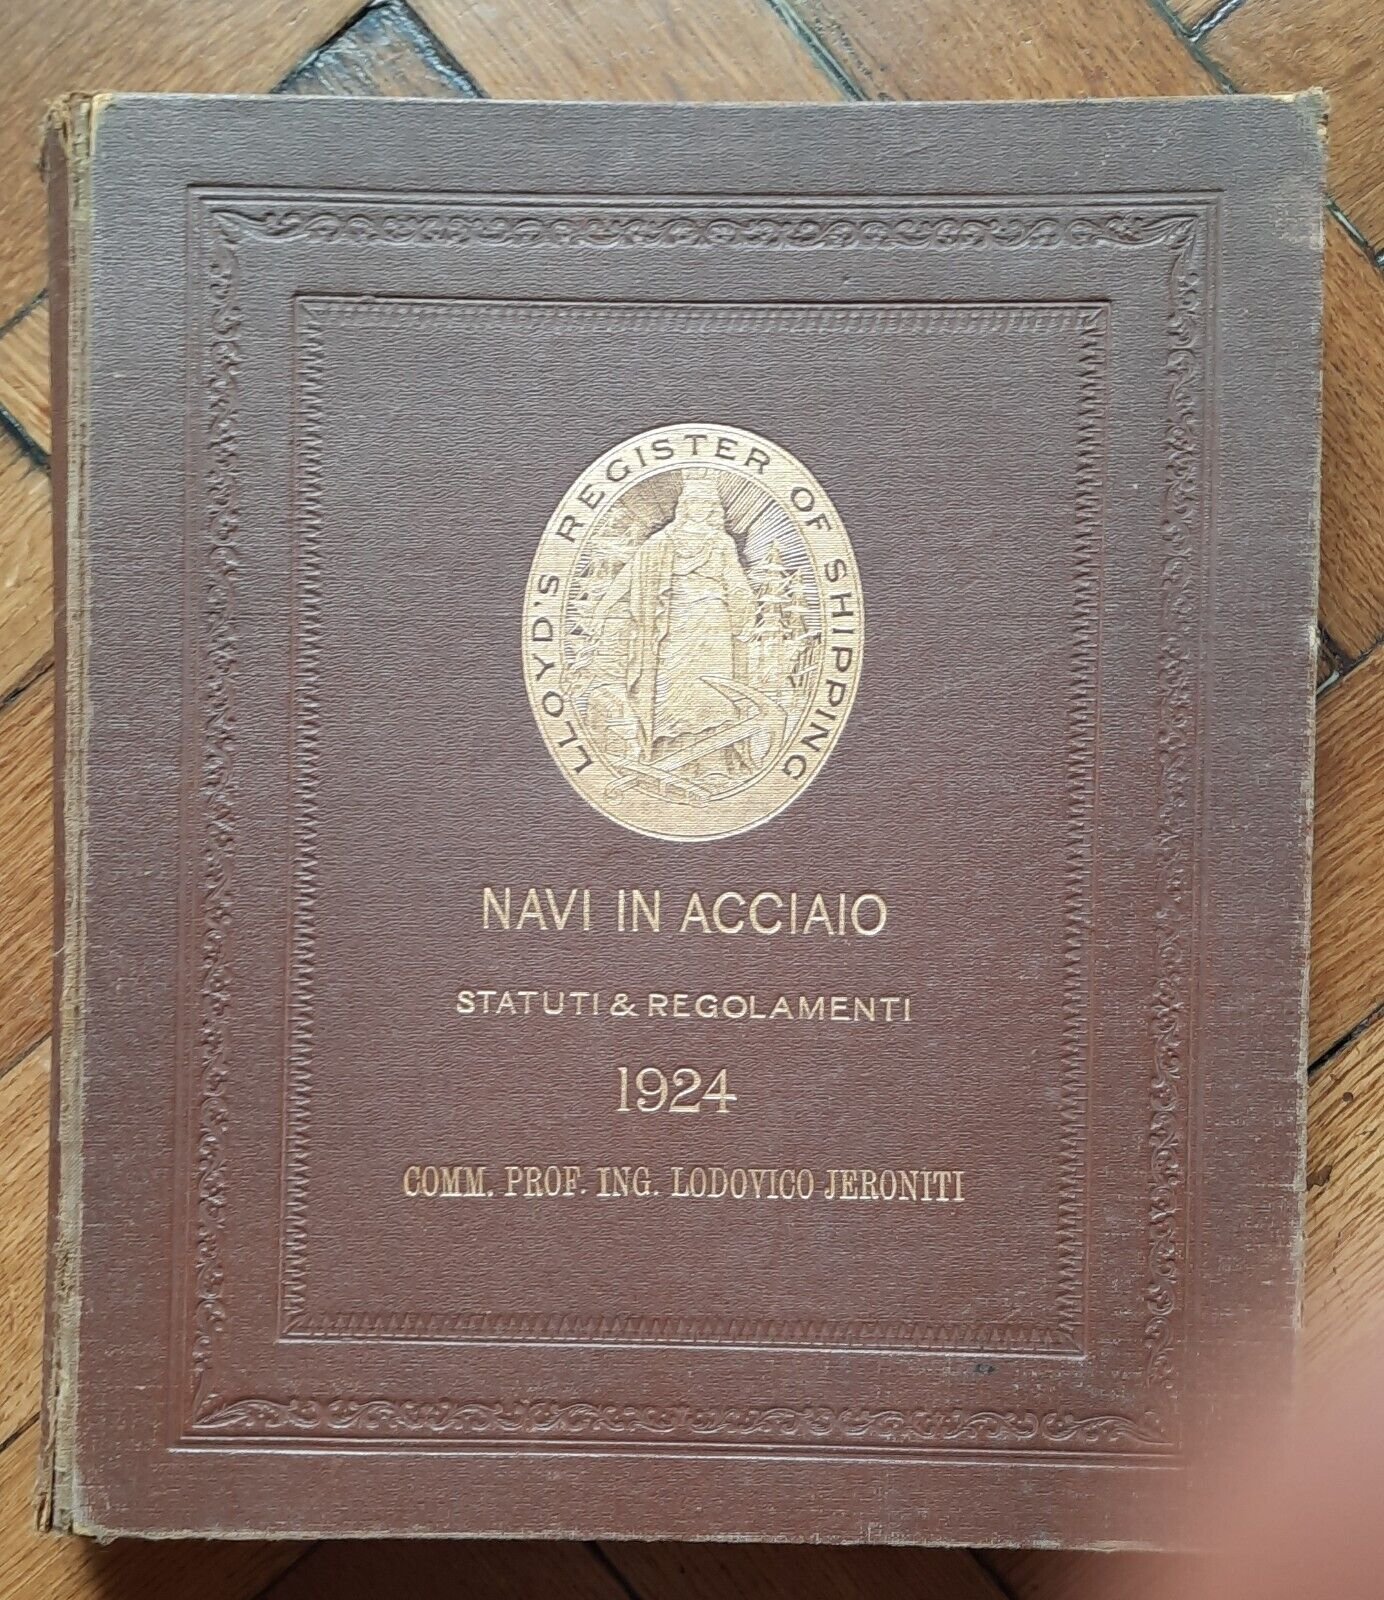 LLOYD'S REGISTER OF SHIPPING
NAVI IN ACCIAIO
STATUTI & REGOLAMENTI
1924
COMM. PROF. ING. LODOVICO JERONITI